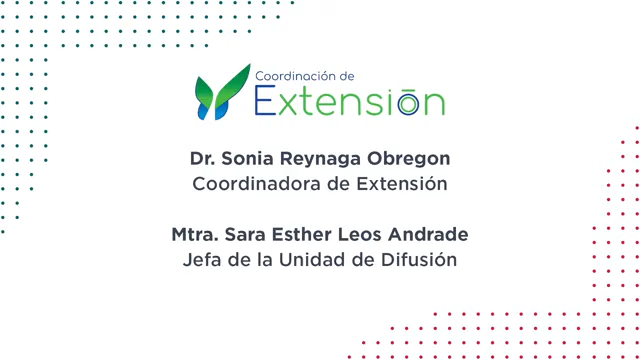 Coordinación de
Extensión
Dr. Sonia Reynaga Obregon
Coordinadora de Extensión
Mtra. Sara Esther Leos Andrade
Jefa de la Unidad de Difusión